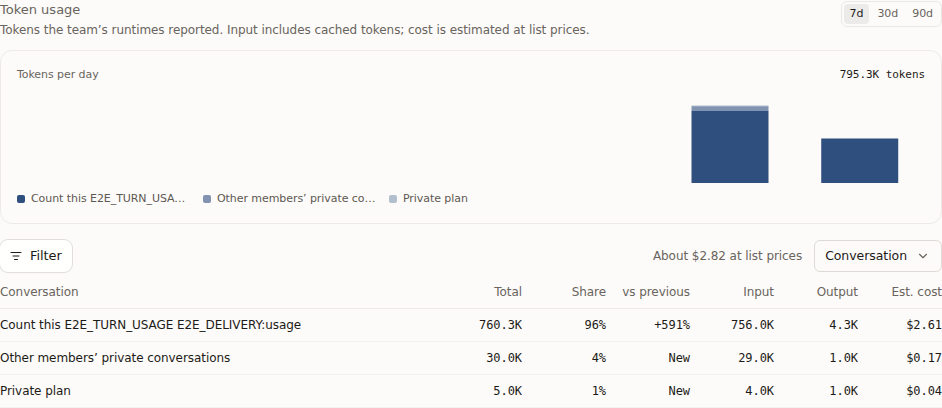 Token usage
7d 30d 90d
Tokens the team's runtimes reported. Input includes cached tokens; cost is estimated at list prices.
Tokens per day 795.3K tokens
Count this E2E_TURN_USA… Other members' private co… Private plan
Filter About $2.82 at list prices Conversation
Conversation Total Share vs previous Input Output Est. cost
Count this E2E_TURN_USAGE E2E_DELIVERY:usage 760.3K 96% +591% 756.0K 4.3K $2.61
Other members' private conversations 30.0K 4% New 29.0K 1.0K $0.17
Private plan 5.0K 1% New 4.0K 1.0K $0.04